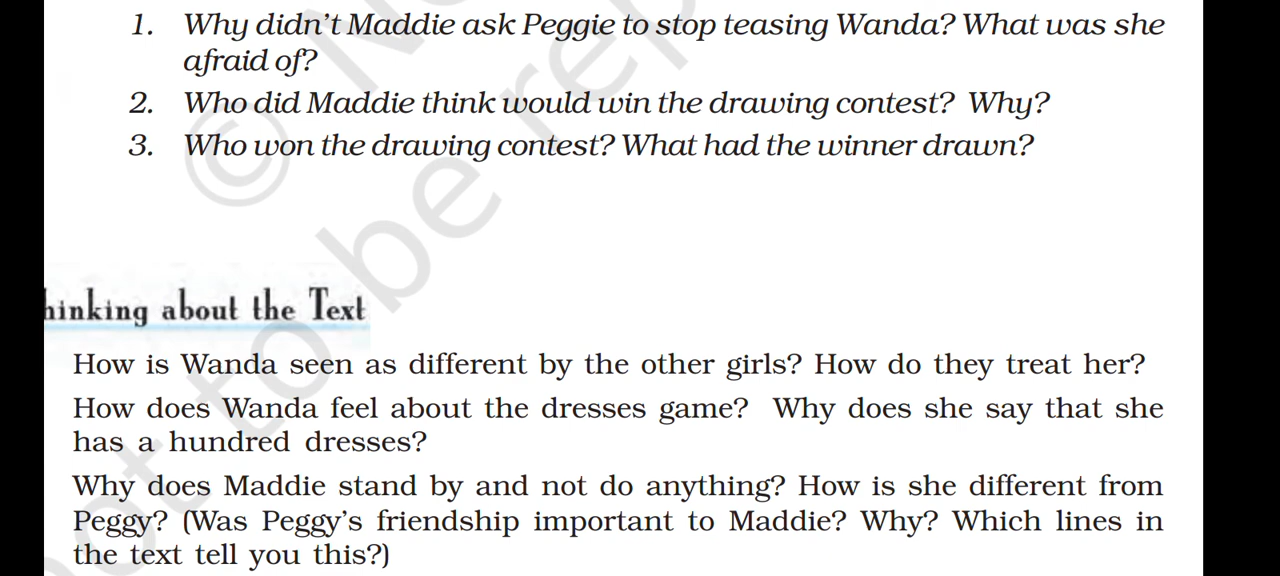 1. Why didn't Maddie ask Peggie to stop teasing Wanda? What was she
afraid of?
2. Who did Maddie think would win the drawing contest? Why?
3. Who won the drawing contest? What had the winner drawn?
hinking about the Text
How is Wanda seen as different by the other girls? How do they treat her?
How does Wanda feel about the dresses game? Why does she say that she
has a hundred dresses?
Why does Maddie stand by and not do anything? How is she different from
Peggy? (Was Peggy's friendship important to Maddie? Why? Which lines in
the text tell you this?)